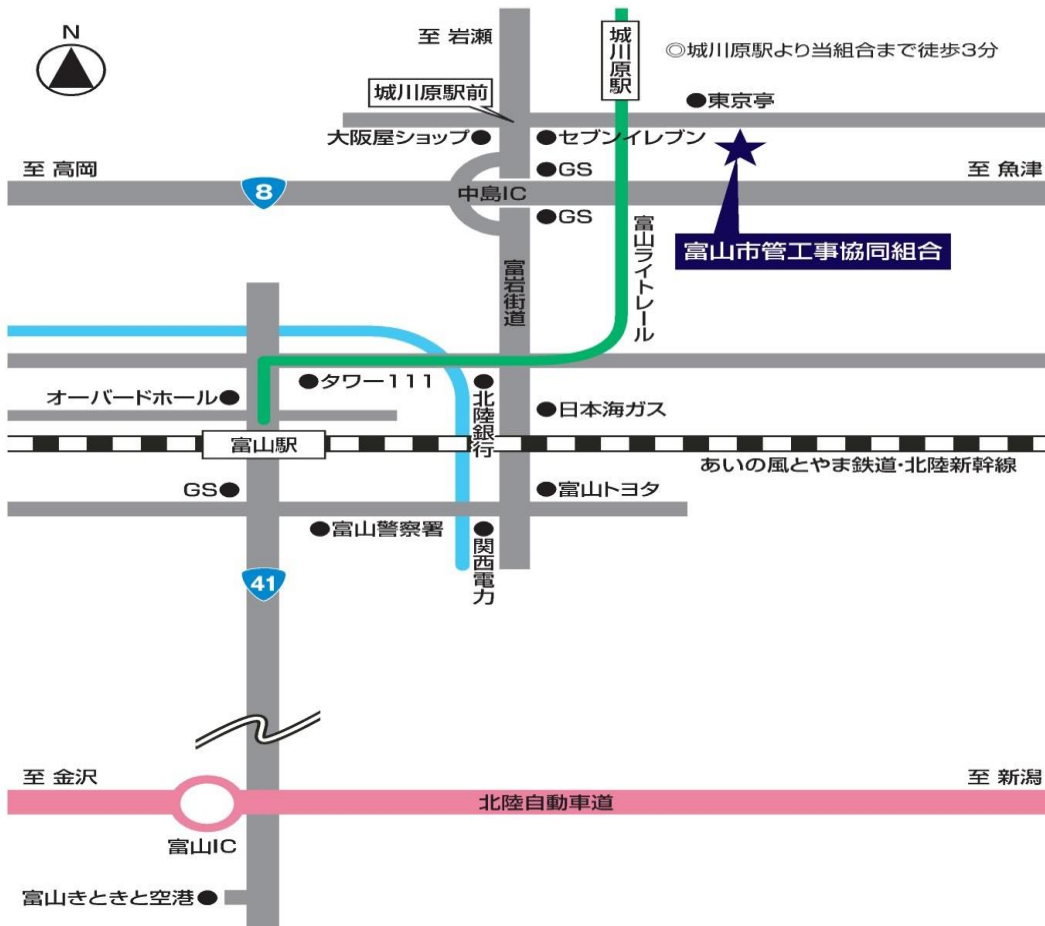 N
至 岩瀬
城川原駅
◎城川原駅より当組合まで徒歩3分
城川原駅前
●東京亭
大阪屋ショップ●
●セブンイレブン
至 高岡
8
中島IC
●GS
至 魚津
●GS
富山市管工事協同組合
富岩街道
富山ライトレール
オーバードホール●
●タワー111
●北陸銀行
●日本海ガス
富山駅
あいの風とやま鉄道・北陸新幹線
GS●
●富山トヨタ
●富山警察署
●関西電力
41
至 金沢
至 新潟
北陸自動車道
富山IC
富山きときと空港●